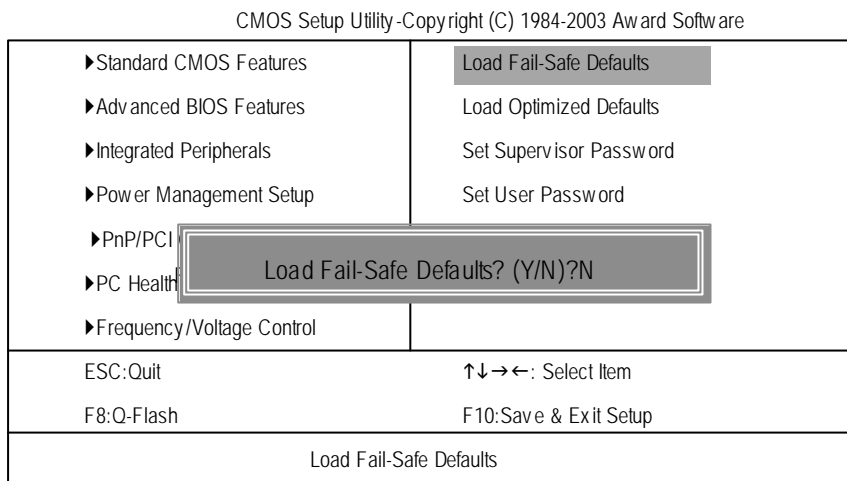 CMOS Setup Utility-Copyright (C) 1984-2003 Award Software
▶Standard CMOS Features
▶Advanced BIOS Features
▶Integrated Peripherals
▶Power Management Setup
▶PnP/PCI
▶PC Health
▶Frequency/Voltage Control
Load Fail-Safe Defaults
Load Optimized Defaults
Set Supervisor Password
Set User Password
Load Fail-Safe Defaults? (Y/N)?N
ESC:Quit
↑↓→←: Select Item
F8:Q-Flash
F10:Save & Exit Setup
Load Fail-Safe Defaults